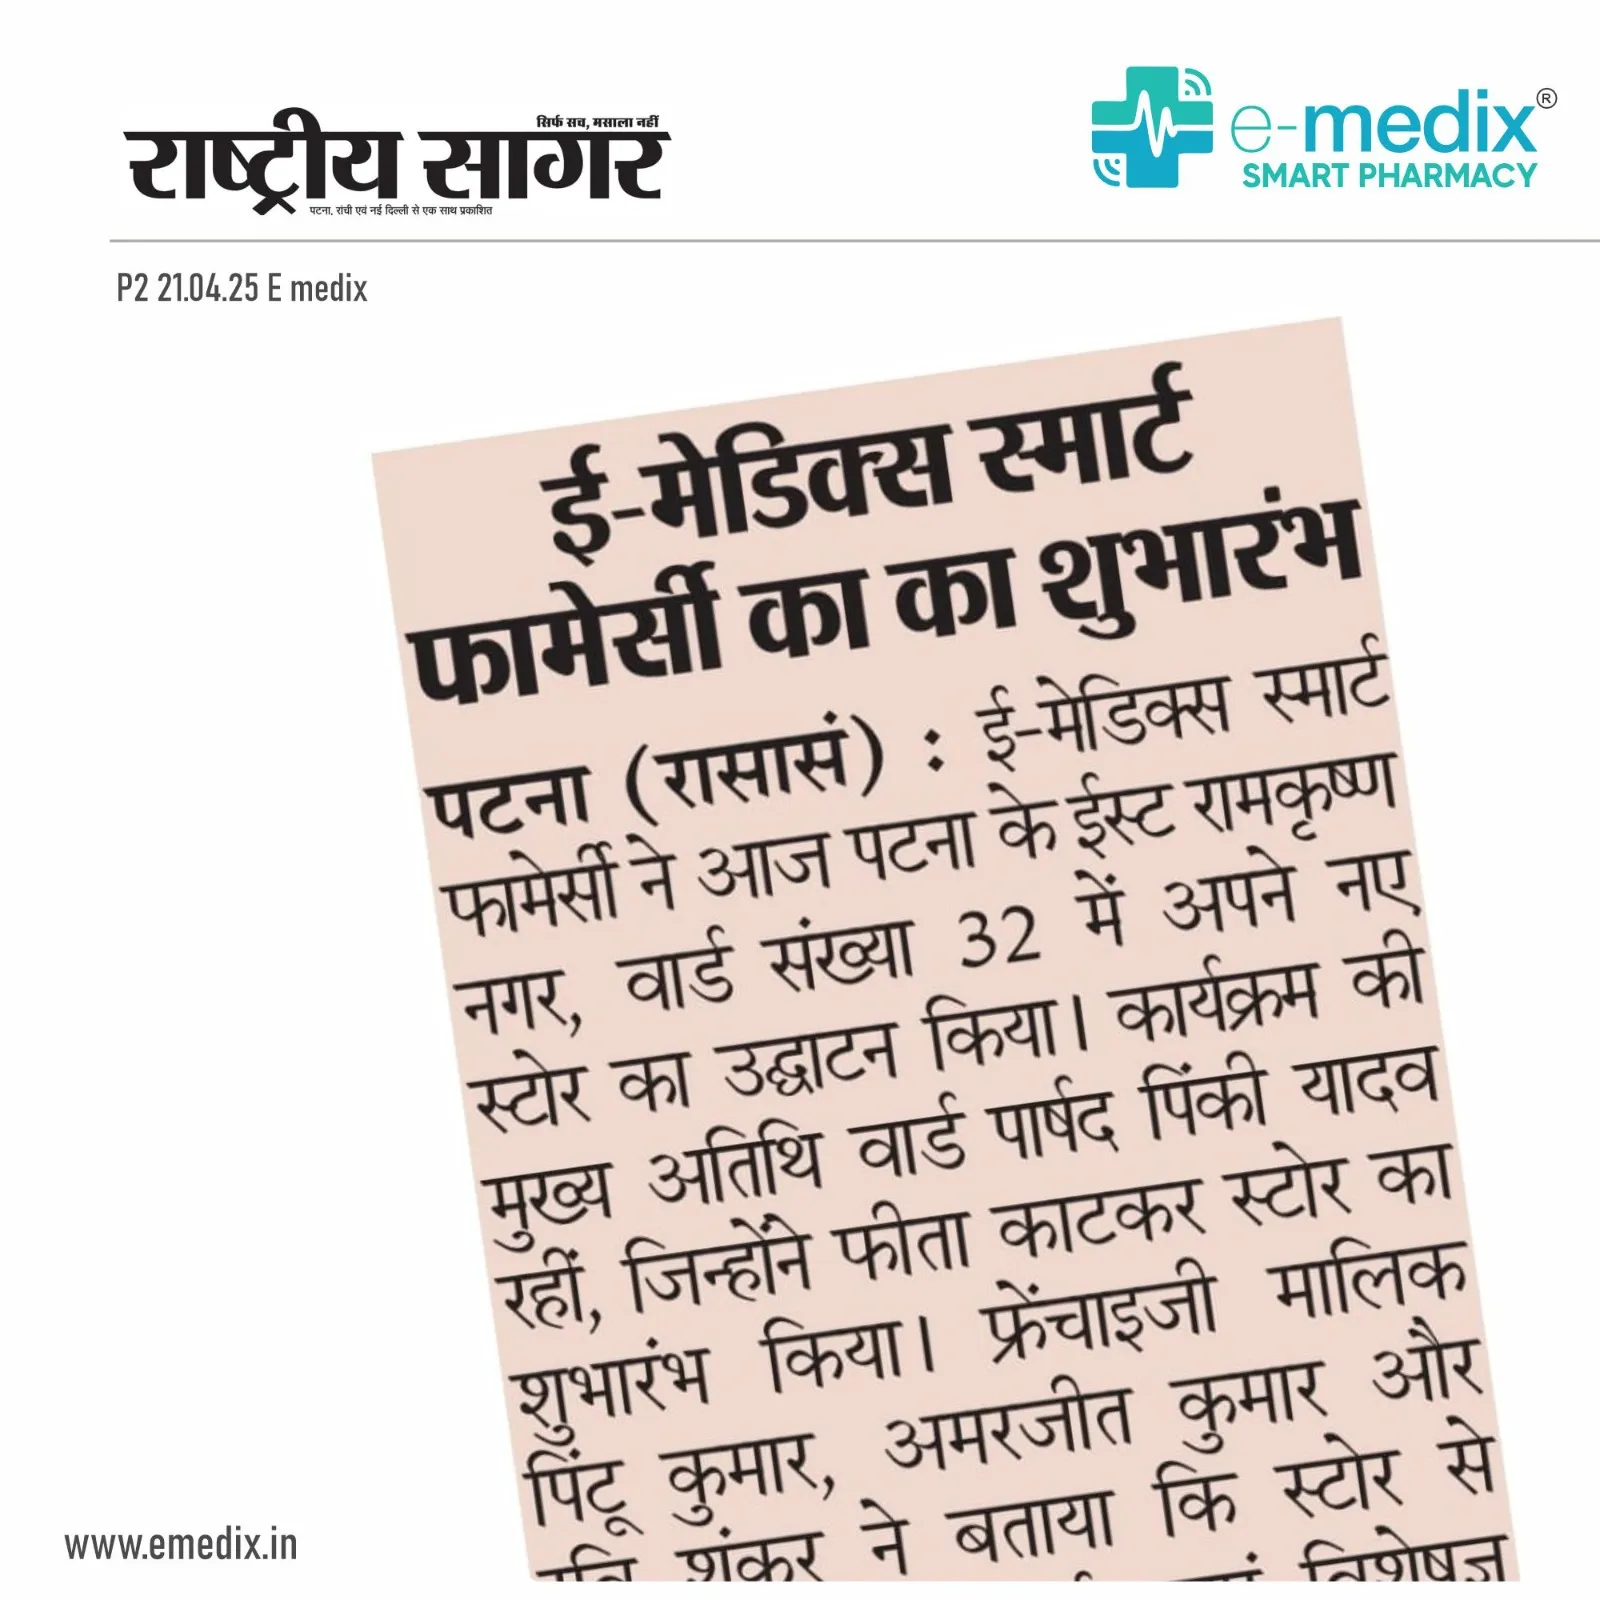 सिर्फ सच, मसाला नहीं
राष्ट्रीय सागर
पटना, रांची एवं नई दिल्ली से एक साथ प्रकाशित
e-medix®
SMART PHARMACY
P2 21.04.25 E medix
ई-मेडिक्स स्मार्ट
फार्मेसी का का शुभारंभ
पटना (रासासं) : ई-मेडिक्स स्मार्ट
फार्मेसी ने आज पटना के ईस्ट रामकृष्ण
नगर, वार्ड संख्या 32 में अपने नए
स्टोर का उद्घाटन किया। कार्यक्रम की
मुख्य अतिथि वार्ड पार्षद पिंकी यादव
रहीं, जिन्होंने फीता काटकर स्टोर का
शुभारंभ किया। फ्रेंचाइजी मालिक
पिंटू कुमार, अमरजीत कुमार और
शंकर ने बताया कि स्टोर से
विशेषज्ञ
www.emedix.in